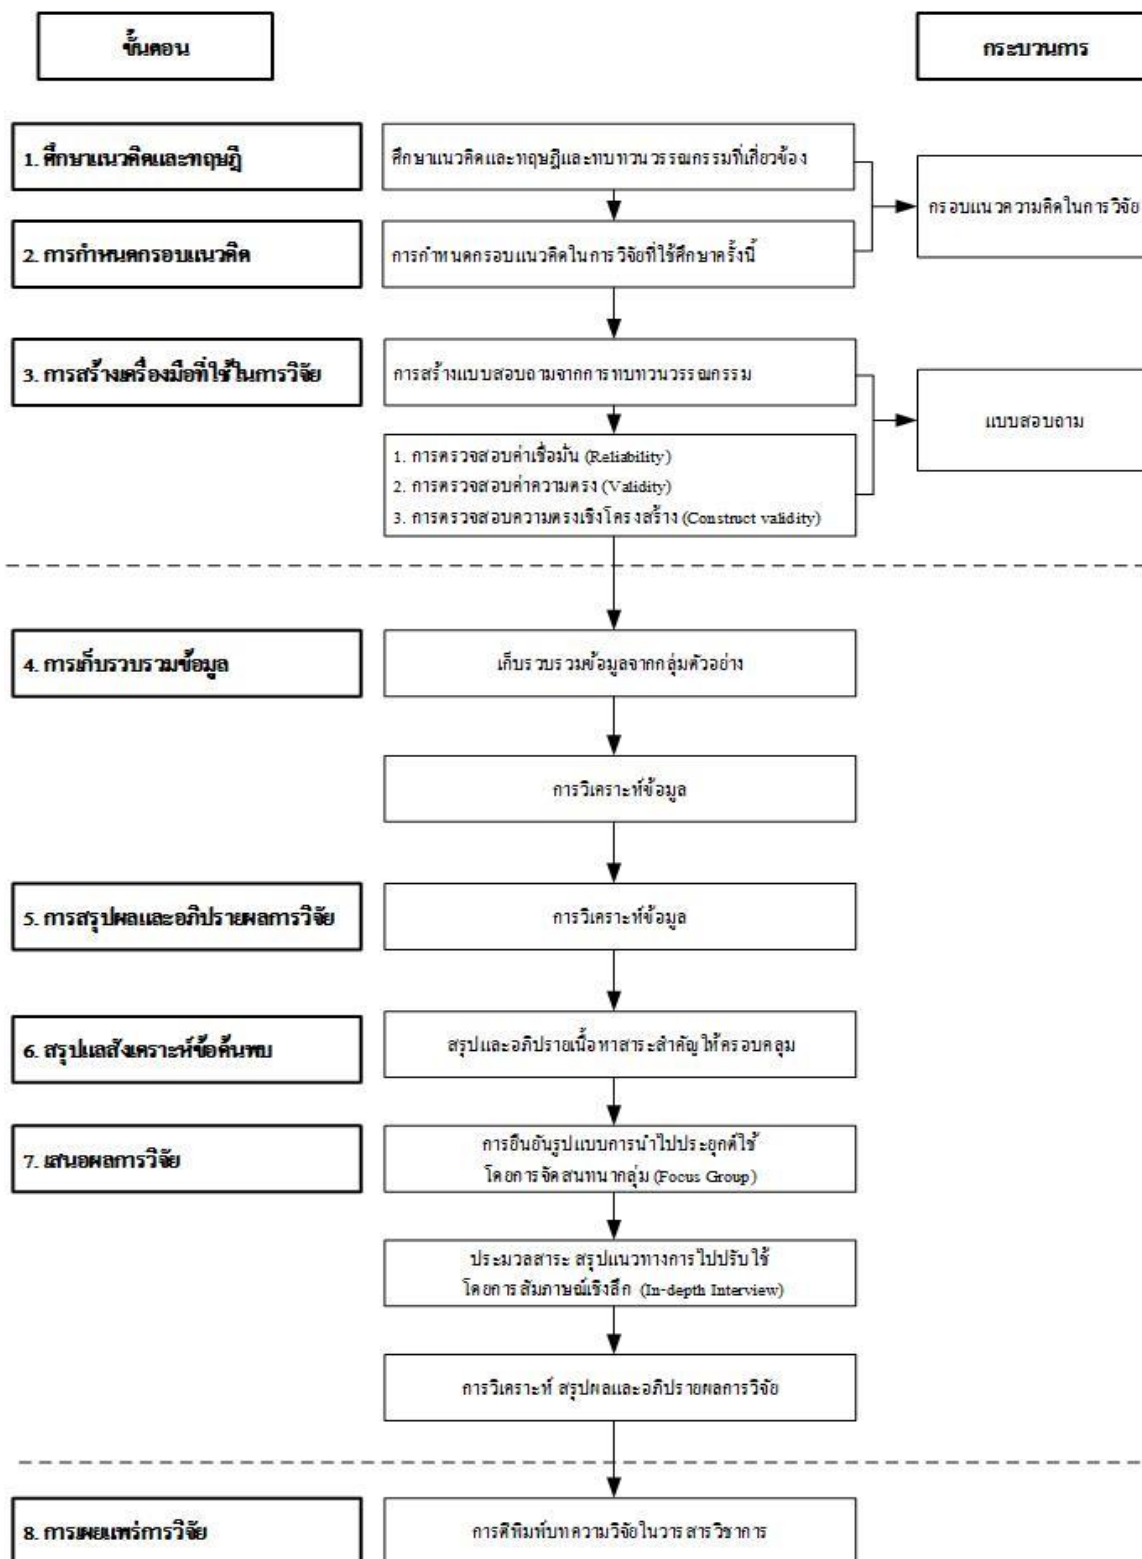 ขั้นตอน
กระบวนการ
1. ศึกษาแนวคิดและทฤษฎี
ศึกษาแนวคิดและทฤษฎีและทบทวนวรรณกรรมที่เกี่ยวข้อง
กรอบแนวความคิดในการวิจัย
2. การกำหนดกรอบแนวคิด
การกำหนดกรอบแนวคิดในการวิจัยที่ใช้ศึกษาครั้งนี้
3. การสร้างเครื่องมือที่ใช้ในการวิจัย
การสร้างแบบสอบถามจากการทบทวนวรรณกรรม
แบบสอบถาม
1. การตรวจสอบค่าเชื่อมั่น (Reliability)
2. การตรวจสอบค่าความตรง (Validity)
3. การตรวจสอบความตรงเชิงโครงสร้าง (Construct validity)
4. การเก็บรวบรวมข้อมูล
เก็บรวบรวมข้อมูลจากกลุ่มตัวอย่าง
การวิเคราะห์ข้อมูล
5. การสรุปผลและอภิปรายผลการวิจัย
การวิเคราะห์ข้อมูล
6. สรุปแลสังเคราะห์ข้อค้นพบ
สรุปและอภิปรายเนื้อหาสาระสำคัญให้ครอบคลุม
7. เสนอผลการวิจัย
การยืนยันรูปแบบการนำไปประยุกต์ใช้
โดยการจัดสนทนากลุ่ม (Focus Group)
ประมวลสาระ สรุปแนวทางการไปปรับใช้
โดยการสัมภาษณ์เชิงลึก (In-depth Interview)
การวิเคราะห์ สรุปผลและอภิปรายผลการวิจัย
8. การเผยแพร่การวิจัย
การตีพิมพ์บทความวิจัยในวารสารวิชาการ